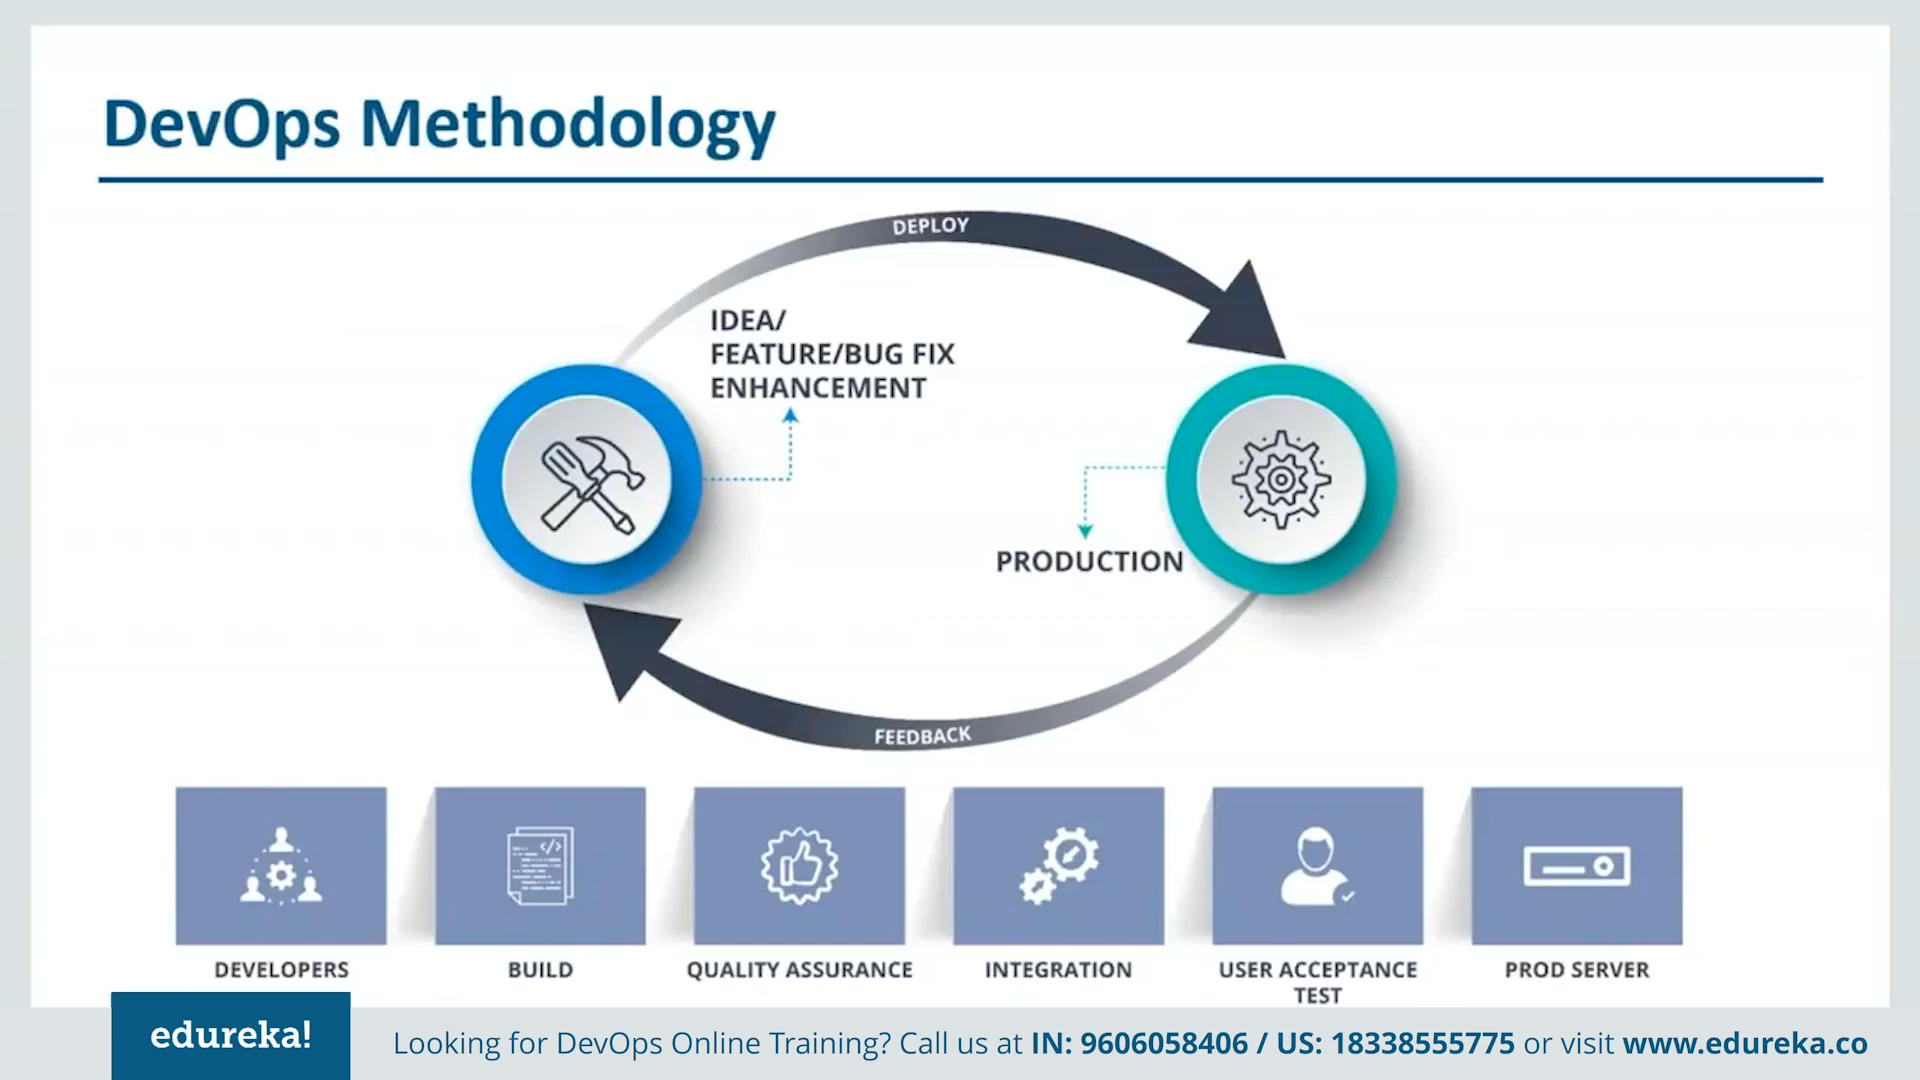 DevOps Methodology
DEPLOY
IDEA/
FEATURE/BUG FIX
ENHANCEMENT
PRODUCTION
FEEDBACK
DEVELOPERS
BUILD
QUALITY ASSURANCE
INTEGRATION
USER ACCEPTANCE
TEST
PROD SERVER
edureka!
Looking for DevOps Online Training? Call us at IN: 9606058406 / US: 18338555775 or visit www.edureka.co